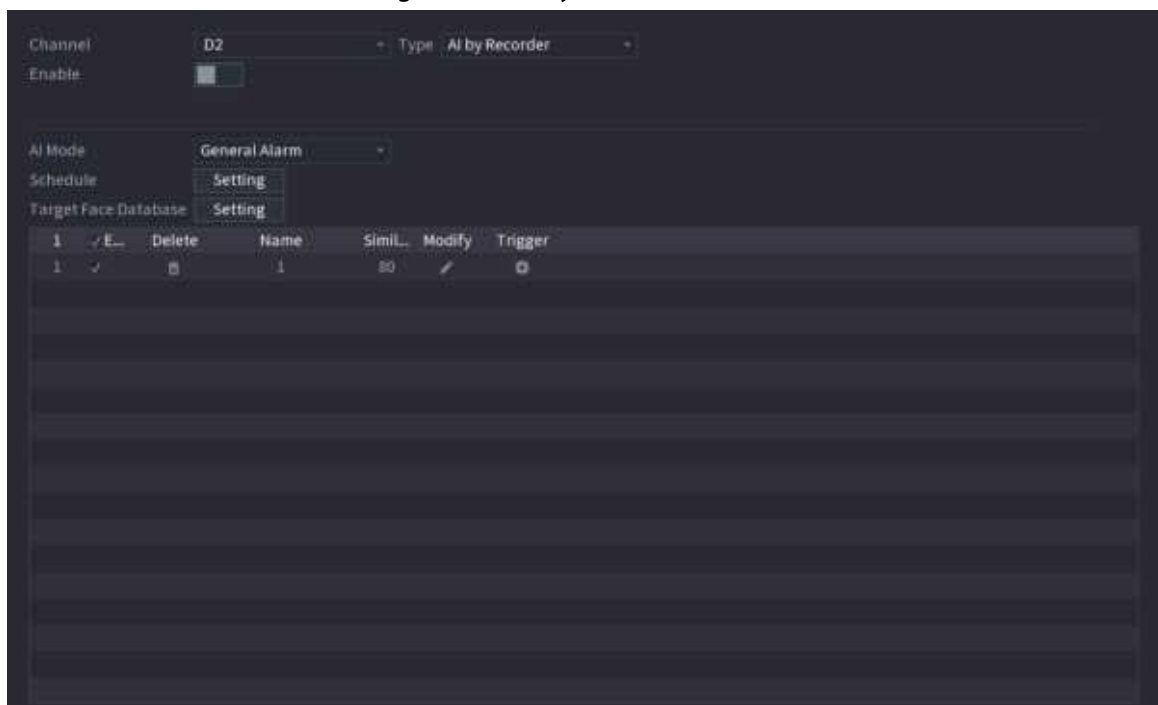 Channel D2 Type AI by Recorder
Enable
AI Mode General Alarm
Schedule Setting
Target Face Database Setting
1 E... Delete Name Simil... Modify Trigger
1 1 80